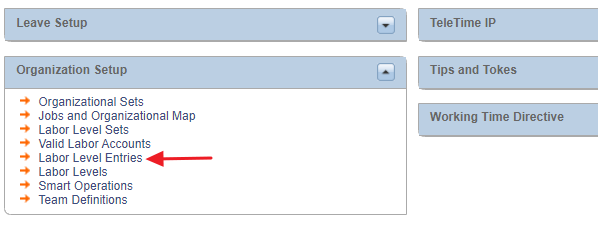 Leave Setup
TeleTime IP
Organization Setup
Organizational Sets
Jobs and Organizational Map
Labor Level Sets
Valid Labor Accounts
Labor Level Entries
Labor Levels
Smart Operations
Team Definitions
Tips and Tokes
Working Time Directive